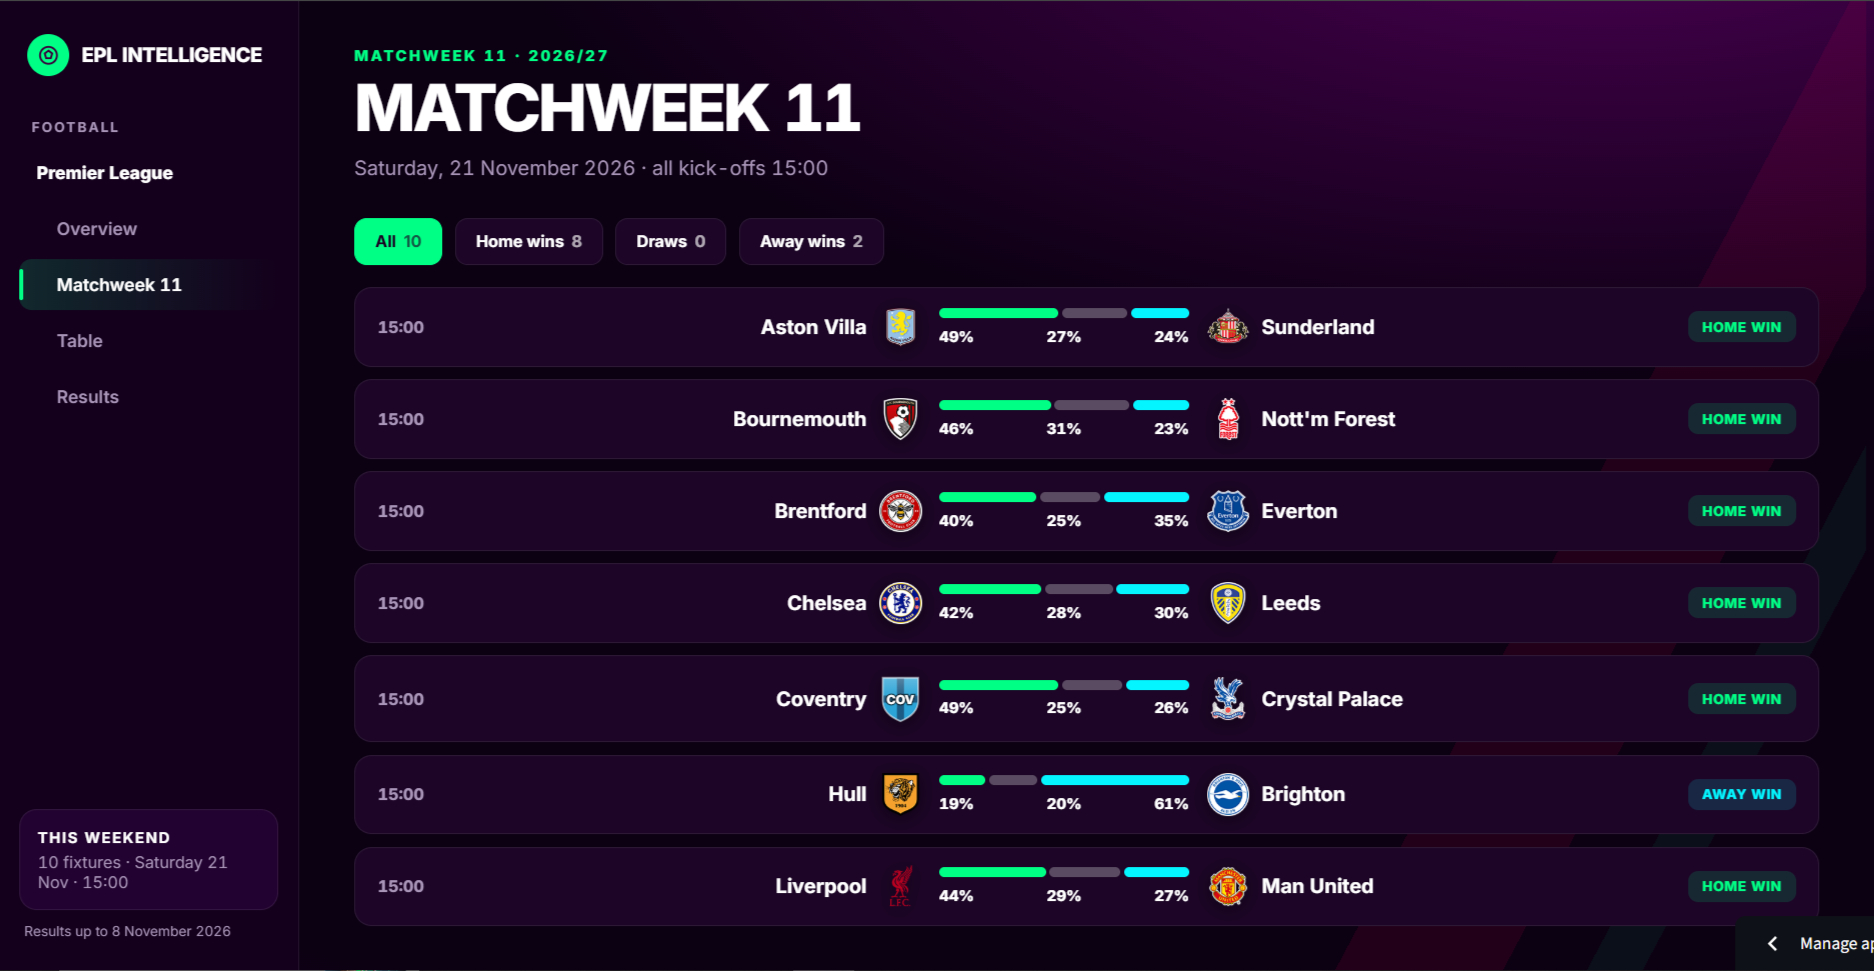 EPL INTELLIGENCE
FOOTBALL
Premier League
Overview
Matchweek 11
Table
Results
THIS WEEKEND
10 fixtures · Saturday 21
Nov · 15:00
Results up to 8 November 2026
MATCHWEEK 11 · 2026/27
MATCHWEEK 11
Saturday, 21 November 2026 · all kick-offs 15:00
All 10 Home wins 8 Draws 0 Away wins 2
15:00 Aston Villa 49% 27% 24% Sunderland HOME WIN
15:00 Bournemouth 46% 31% 23% Nott'm Forest HOME WIN
15:00 Brentford 40% 25% 35% Everton HOME WIN
15:00 Chelsea 42% 28% 30% Leeds HOME WIN
15:00 Coventry COV 49% 25% 26% Crystal Palace HOME WIN
15:00 Hull 1904 19% 20% 61% Brighton AWAY WIN
15:00 Liverpool L.F.C. 44% 29% 27% Man United HOME WIN
Manage ap